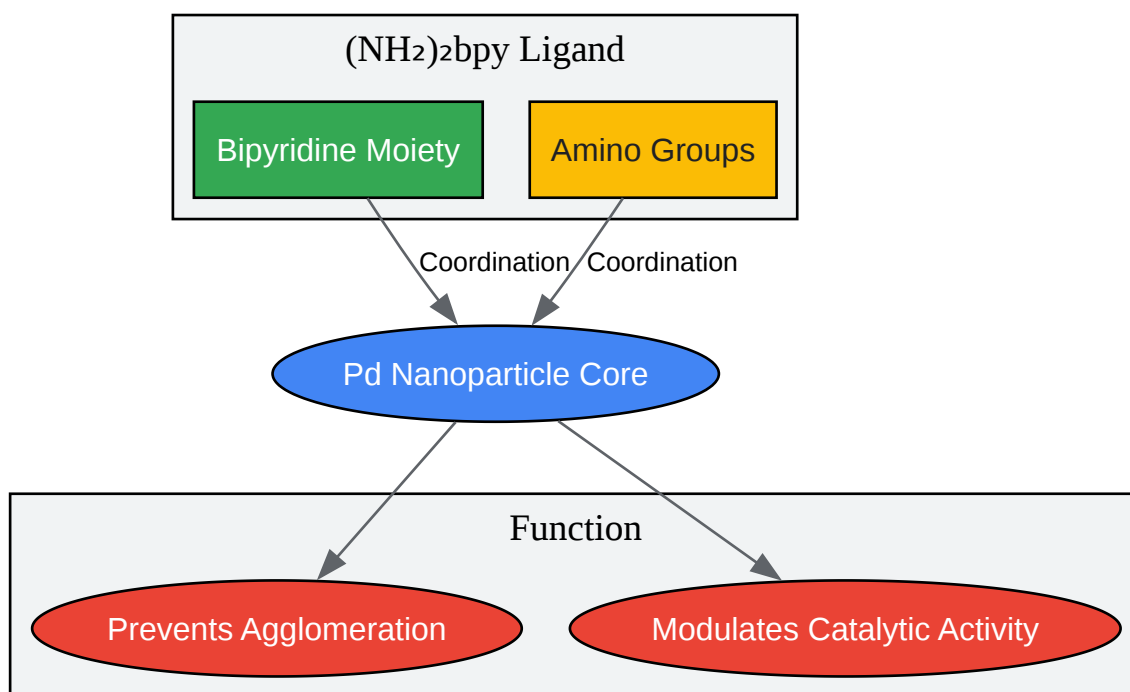 (NH₂)₂bpy Ligand
Bipyridine Moiety
Amino Groups
Coordination
Coordination
Pd Nanoparticle Core
Function
Prevents Agglomeration
Modulates Catalytic Activity